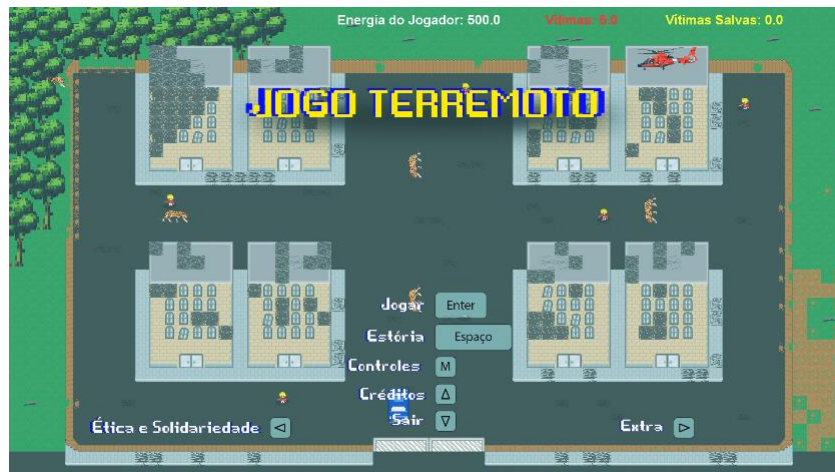 Energia do Jogador: 500.0 Vítimas: 6.0 Vítimas Salvas: 0.0
JOGO TERREMOTO
Jogar Enter
Estória Espaço
Controles M
Créditos Δ
Sair ∇
Ética e Solidariedade ◁
Extra ▷